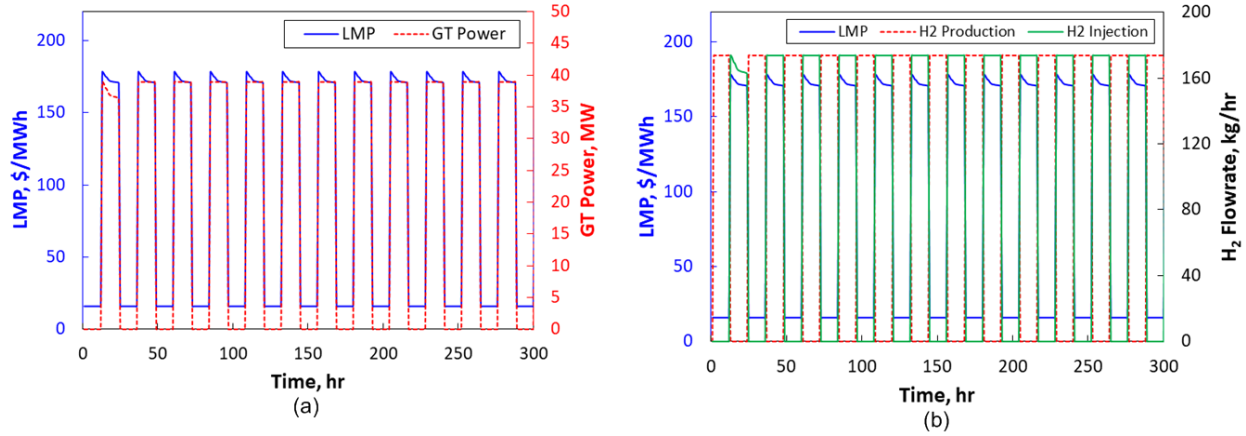 LMP GT Power
200
150
100
50
0
LMP, $/MWh
50
45
40
35
30
25
20
15
10
5
0
GT Power, MW
0 50 100 150 200 250 300
Time, hr
(a)
LMP H2 Production H2 Injection
200
150
100
50
0
LMP, $/MWh
200
160
120
80
40
0
H₂ Flowrate, kg/hr
0 50 100 150 200 250 300
Time, hr
(b)